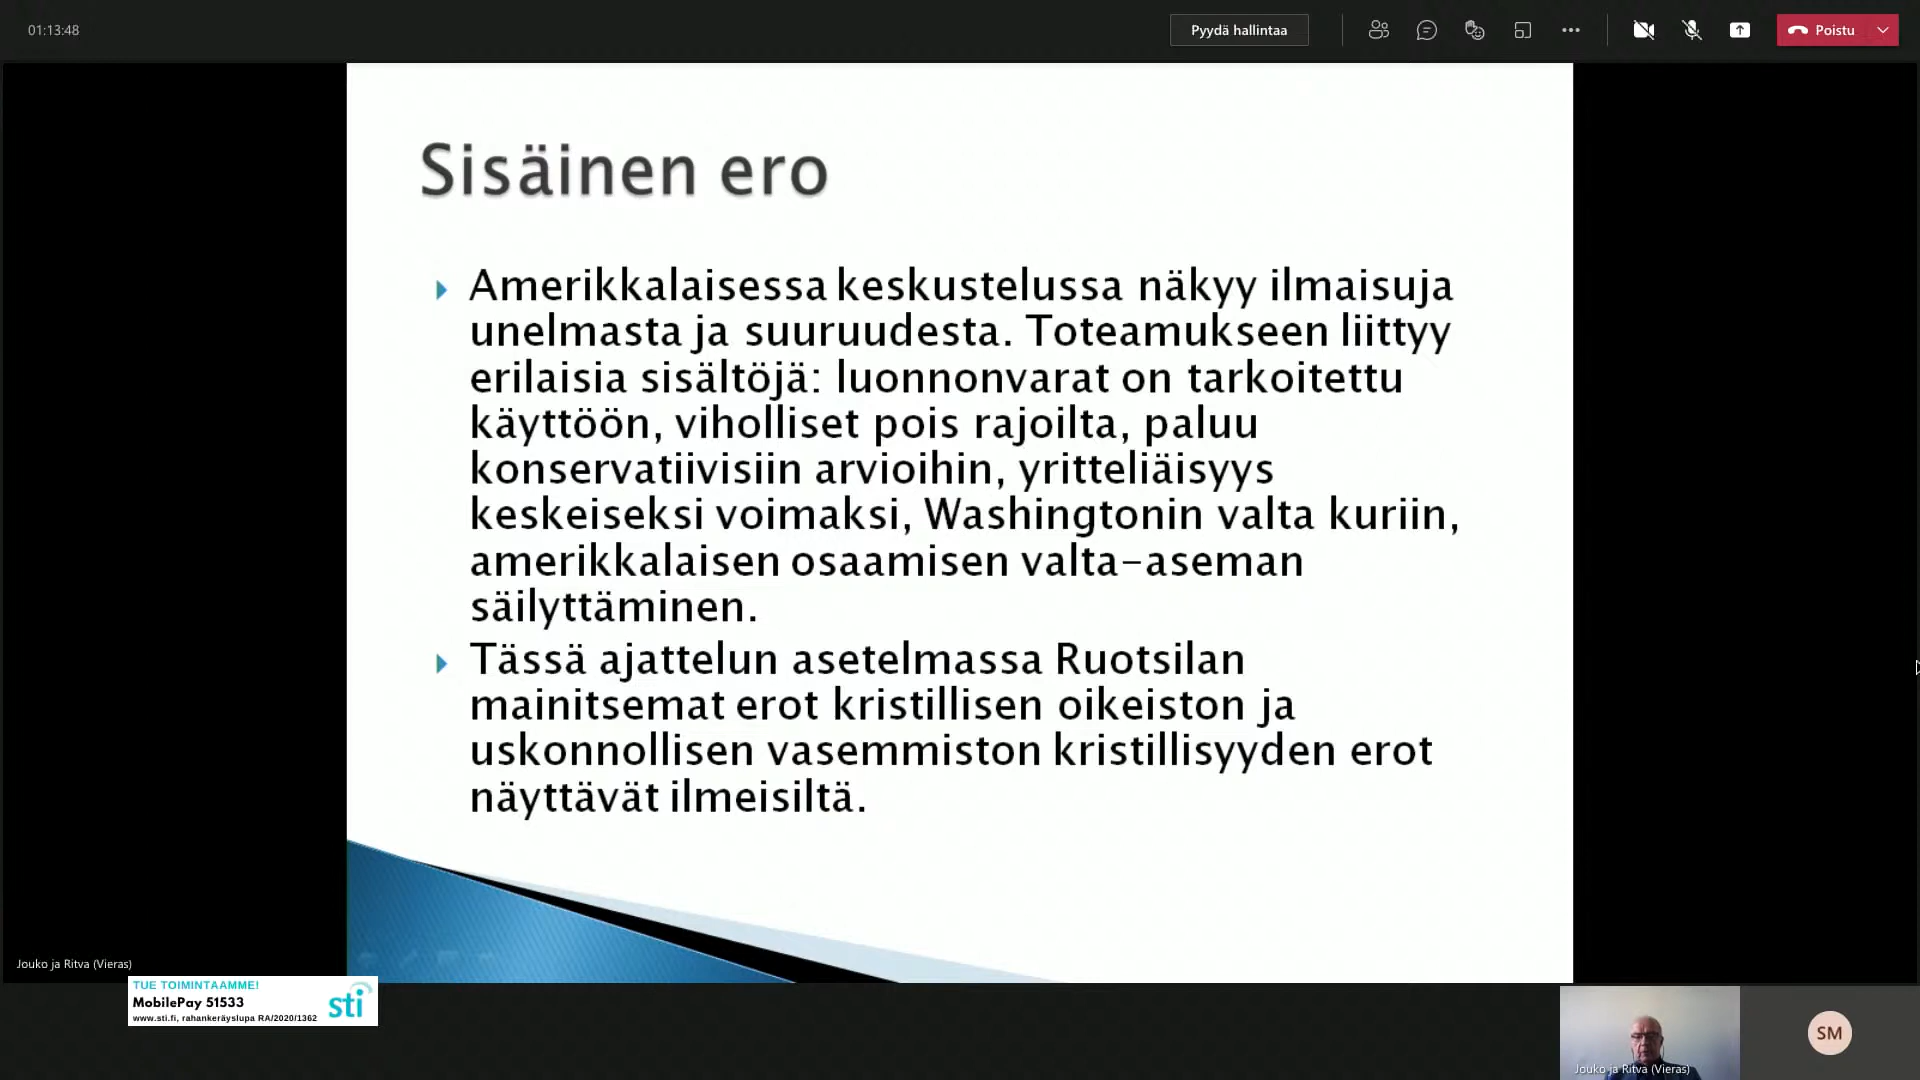 01:13:48
Pyydä hallintaa
Poistu
Sisäinen ero
Amerikkalaisessa keskustelussa näkyy ilmaisuja
unelmasta ja suuruudesta. Toteamukseen liittyy
erilaisia sisältöjä: luonnonvarat on tarkoitettu
käyttöön, viholliset pois rajoilta, paluu
konservatiivisiin arvioihin, yritteliäisyys
keskeiseksi voimaksi, Washingtonin valta kuriin,
amerikkalaisen osaamisen valta-aseman
säilyttäminen.
Tässä ajattelun asetelmassa Ruotsilan
mainitsemat erot kristillisen oikeiston ja
uskonnollisen vasemmiston kristillisyyden erot
näyttävät ilmeisiltä.
Jouko ja Ritva (Vieras)
TUE TOIMINTAAMME!
MobilePay 51533
www.sti.fi, rahankeräyslupa RA/2020/1362
sti
Jouko ja Ritva (Vieras)
SM